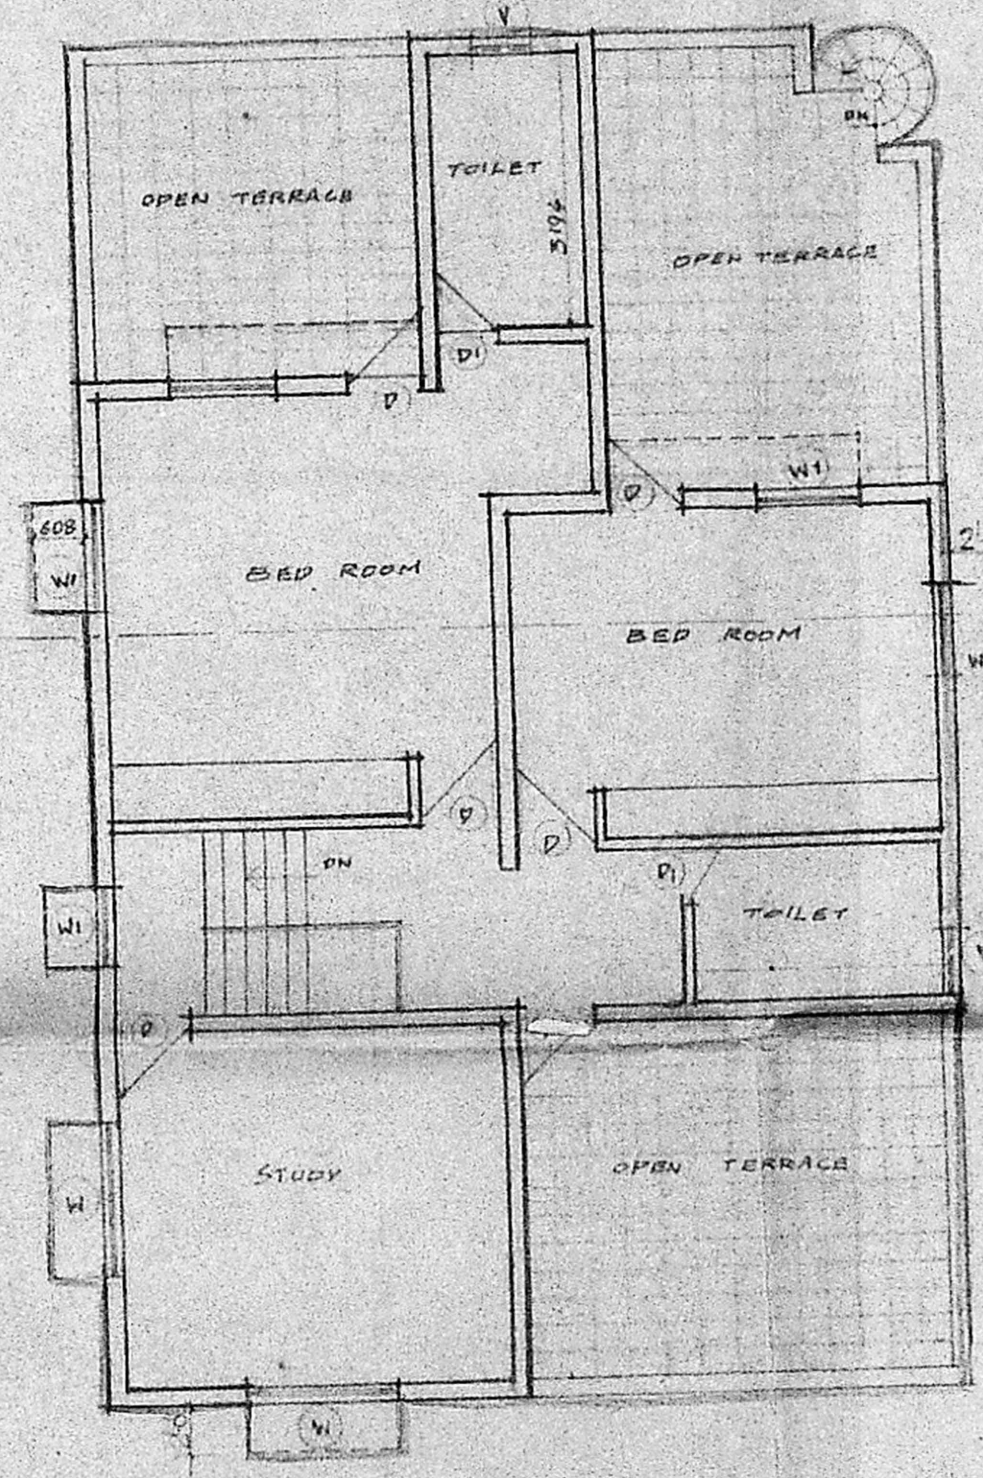 V
DN
TOILET
OPEN TERRACE
3194
OPEN TERRACE
D1
D
W1
D
608
W1
BED ROOM
BED ROOM
D
D
DN
D1
W1
TOILET
D
STUDY
OPEN TERRACE
W
W